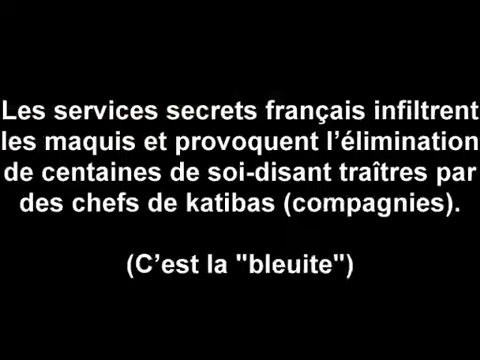 Les services secrets français infiltrent
les maquis et provoquent l’élimination
de centaines de soi-disant traîtres par
des chefs de katibas (compagnies).
(C’est la "bleuite")